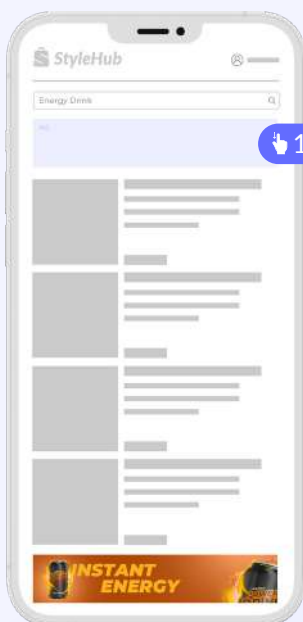 StyleHub
Energy Drink
1
INSTANT
ENERGY